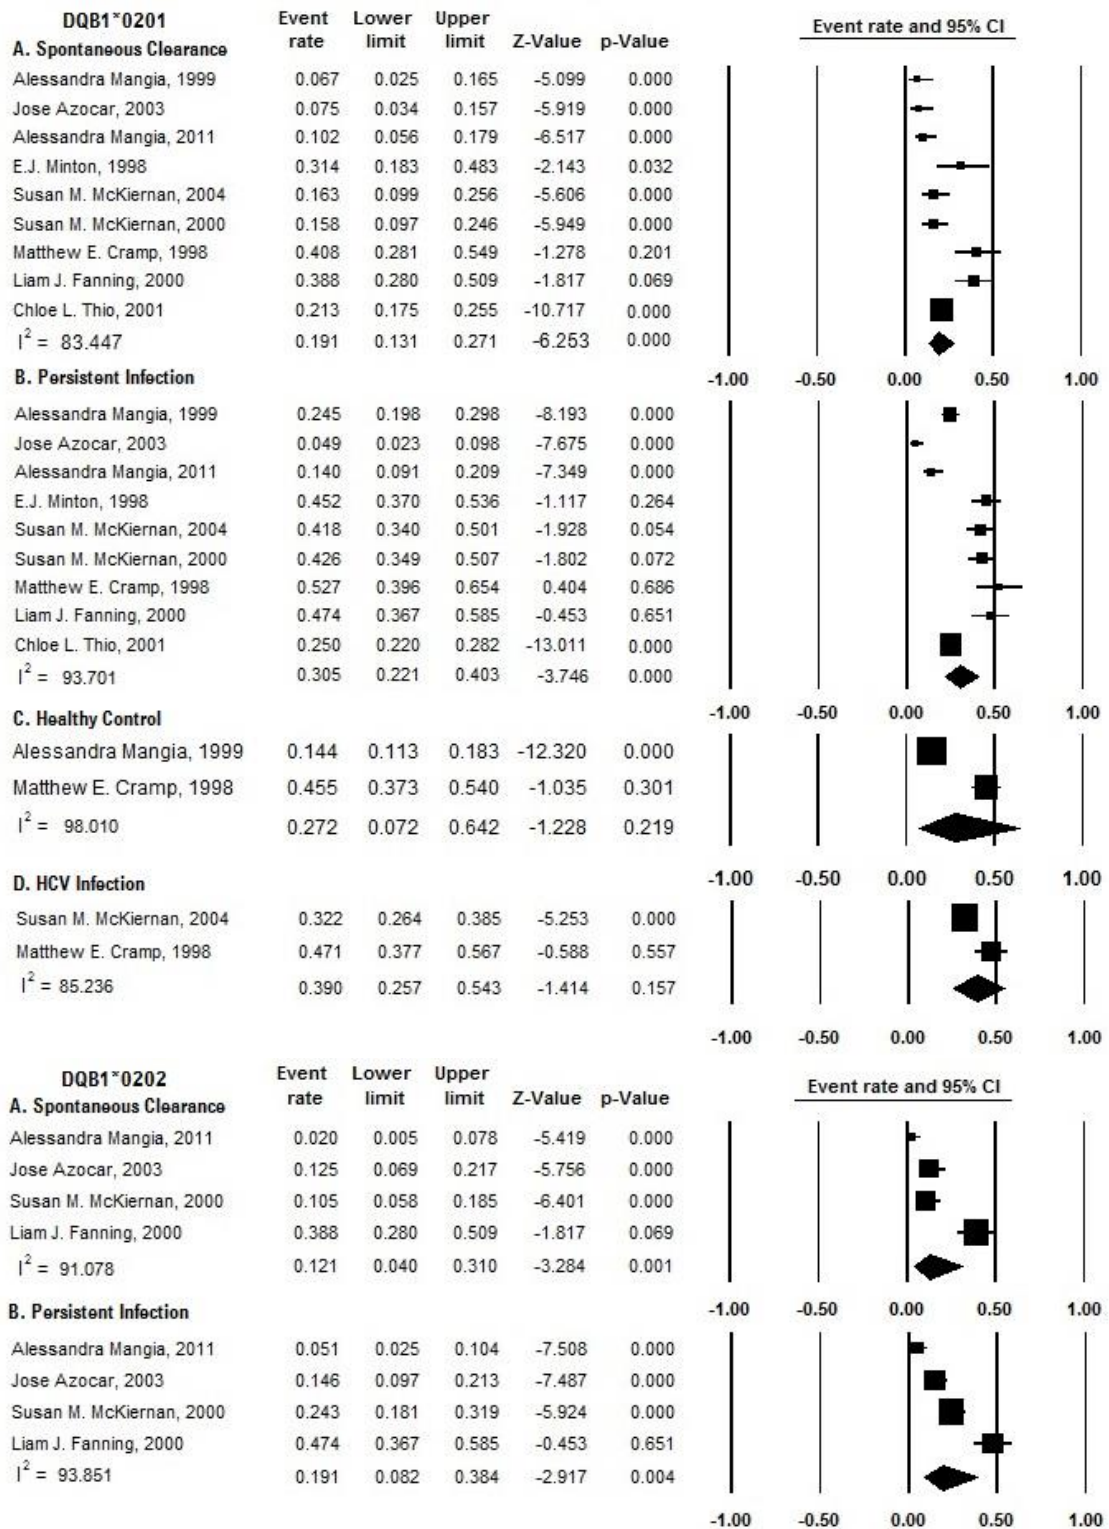 DQB1*0201 Event Lower Upper Event rate and 95% CI
A. Spontaneous Clearance rate limit limit Z-Value p-Value
Alessandra Mangia, 1999 0.067 0.025 0.165 -5.099 0.000
Jose Azocar, 2003 0.075 0.034 0.157 -5.919 0.000
Alessandra Mangia, 2011 0.102 0.056 0.179 -6.517 0.000
E.J. Minton, 1998 0.314 0.183 0.483 -2.143 0.032
Susan M. McKiernan, 2004 0.163 0.099 0.256 -5.606 0.000
Susan M. McKiernan, 2000 0.158 0.097 0.246 -5.949 0.000
Matthew E. Cramp, 1998 0.408 0.281 0.549 -1.278 0.201
Liam J. Fanning, 2000 0.388 0.280 0.509 -1.817 0.069
Chloe L. Thio, 2001 0.213 0.175 0.255 -10.717 0.000
I² = 83.447 0.191 0.131 0.271 -6.253 0.000
B. Persistent Infection -1.00 -0.50 0.00 0.50 1.00
Alessandra Mangia, 1999 0.245 0.198 0.298 -8.193 0.000
Jose Azocar, 2003 0.049 0.023 0.098 -7.675 0.000
Alessandra Mangia, 2011 0.140 0.091 0.209 -7.349 0.000
E.J. Minton, 1998 0.452 0.370 0.536 -1.117 0.264
Susan M. McKiernan, 2004 0.418 0.340 0.501 -1.928 0.054
Susan M. McKiernan, 2000 0.426 0.349 0.507 -1.802 0.072
Matthew E. Cramp, 1998 0.527 0.396 0.654 0.404 0.686
Liam J. Fanning, 2000 0.474 0.367 0.585 -0.453 0.651
Chloe L. Thio, 2001 0.250 0.220 0.282 -13.011 0.000
I² = 93.701 0.305 0.221 0.403 -3.746 0.000
C. Healthy Control -1.00 -0.50 0.00 0.50 1.00
Alessandra Mangia, 1999 0.144 0.113 0.183 -12.320 0.000
Matthew E. Cramp, 1998 0.455 0.373 0.540 -1.035 0.301
I² = 98.010 0.272 0.072 0.642 -1.228 0.219
D. HCV Infection -1.00 -0.50 0.00 0.50 1.00
Susan M. McKiernan, 2004 0.322 0.264 0.385 -5.253 0.000
Matthew E. Cramp, 1998 0.471 0.377 0.567 -0.588 0.557
I² = 85.236 0.390 0.257 0.543 -1.414 0.157
-1.00 -0.50 0.00 0.50 1.00
DQB1*0202 Event Lower Upper Event rate and 95% CI
A. Spontaneous Clearance rate limit limit Z-Value p-Value
Alessandra Mangia, 2011 0.020 0.005 0.078 -5.419 0.000
Jose Azocar, 2003 0.125 0.069 0.217 -5.756 0.000
Susan M. McKiernan, 2000 0.105 0.058 0.185 -6.401 0.000
Liam J. Fanning, 2000 0.388 0.280 0.509 -1.817 0.069
I² = 91.078 0.121 0.040 0.310 -3.284 0.001
B. Persistent Infection -1.00 -0.50 0.00 0.50 1.00
Alessandra Mangia, 2011 0.051 0.025 0.104 -7.508 0.000
Jose Azocar, 2003 0.146 0.097 0.213 -7.487 0.000
Susan M. McKiernan, 2000 0.243 0.181 0.319 -5.924 0.000
Liam J. Fanning, 2000 0.474 0.367 0.585 -0.453 0.651
I² = 93.851 0.191 0.082 0.384 -2.917 0.004
-1.00 -0.50 0.00 0.50 1.00